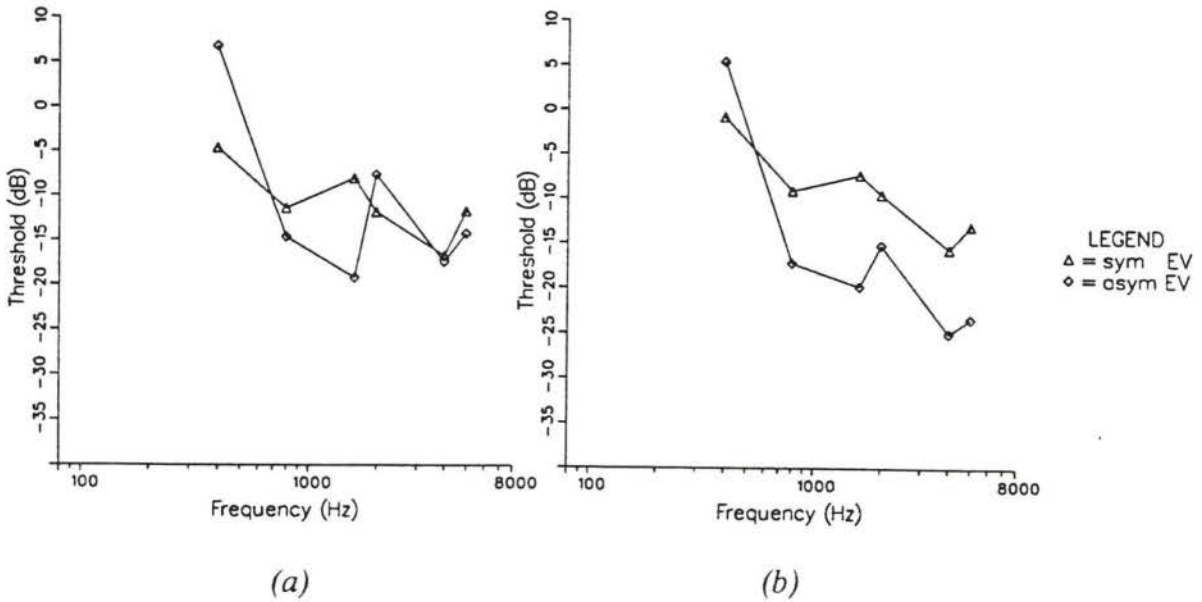 10
5
0
-5
-10
-15
-20
-25
-30
-35
Threshold (dB)
100 1000 8000
Frequency (Hz)
(a)
10
5
0
-5
-10
-15
-20
-25
-30
-35
Threshold (dB)
100 1000 8000
Frequency (Hz)
(b)
LEGEND
△ = sym EV
◇ = asym EV